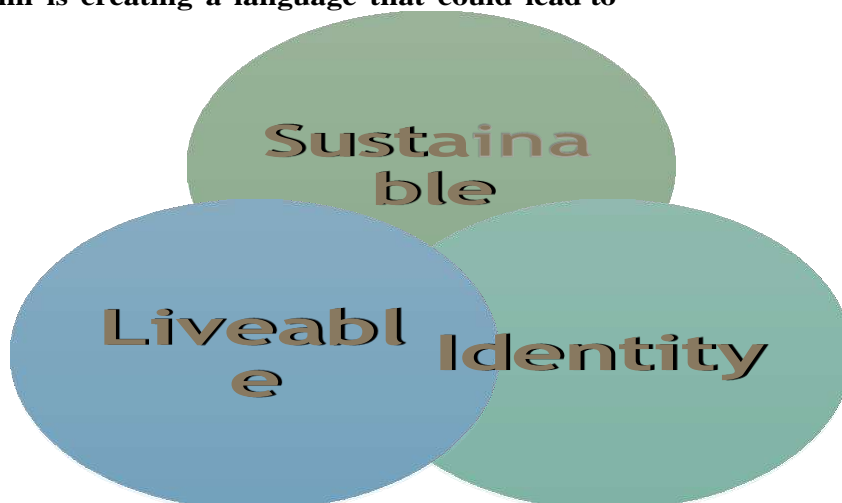 is creating a language that could lead to
Sustaina
ble
Liveabl
e
Identity